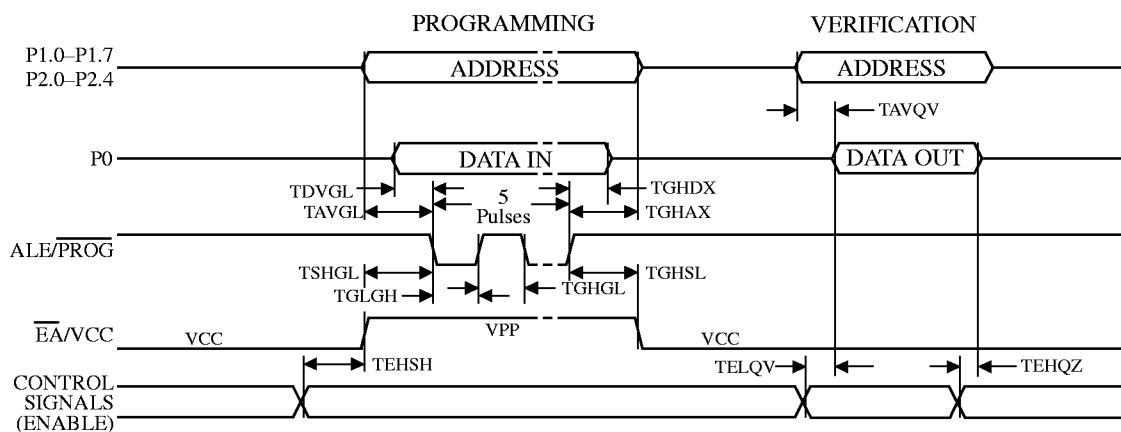 PROGRAMMING
VERIFICATION
P1.0–P1.7
P2.0–P2.4
ADDRESS
ADDRESS
TAVQV
P0
DATA IN
DATA OUT
TDVGL
TAVGL
5
Pulses
TGHDX
TGHAX
ALE/PROG
TSHGL
TGLGH
TGHGL
TGHSL
EA/VCC
VCC
VPP
VCC
TEHSH
TELQV
TEHQZ
CONTROL
SIGNALS
(ENABLE)